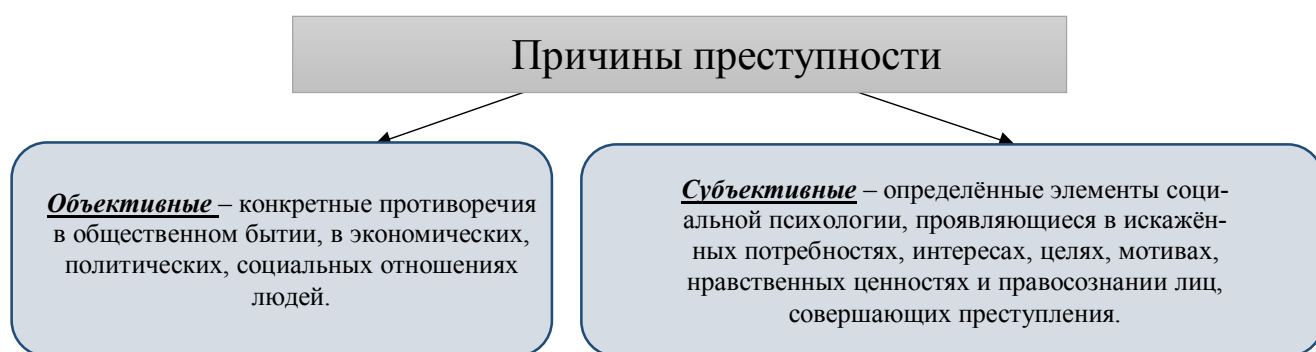 Причины преступности
Объективные – конкретные противоречия
в общественном бытии, в экономических,
политических, социальных отношениях
людей.
Субъективные – определённые элементы соци-
альной психологии, проявляющиеся в искажён-
ных потребностях, интересах, целях, мотивах,
нравственных ценностях и правосознании лиц,
совершающих преступления.